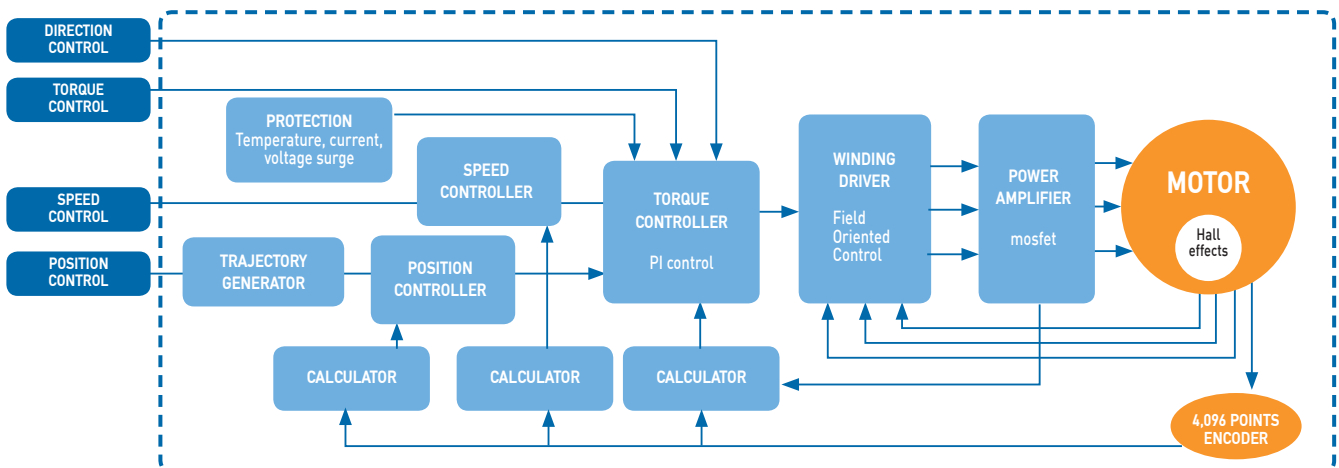 DIRECTION
CONTROL
TORQUE
CONTROL
PROTECTION
Temperature, current,
voltage surge
SPEED
CONTROLLER
SPEED
CONTROL
POSITION
CONTROL
TRAJECTORY
GENERATOR
POSITION
CONTROLLER
TORQUE
CONTROLLER
PI control
WINDING
DRIVER
Field
Oriented
Control
POWER
AMPLIFIER
mosfet
MOTOR
Hall
effects
CALCULATOR
CALCULATOR
CALCULATOR
4,096 POINTS
ENCODER